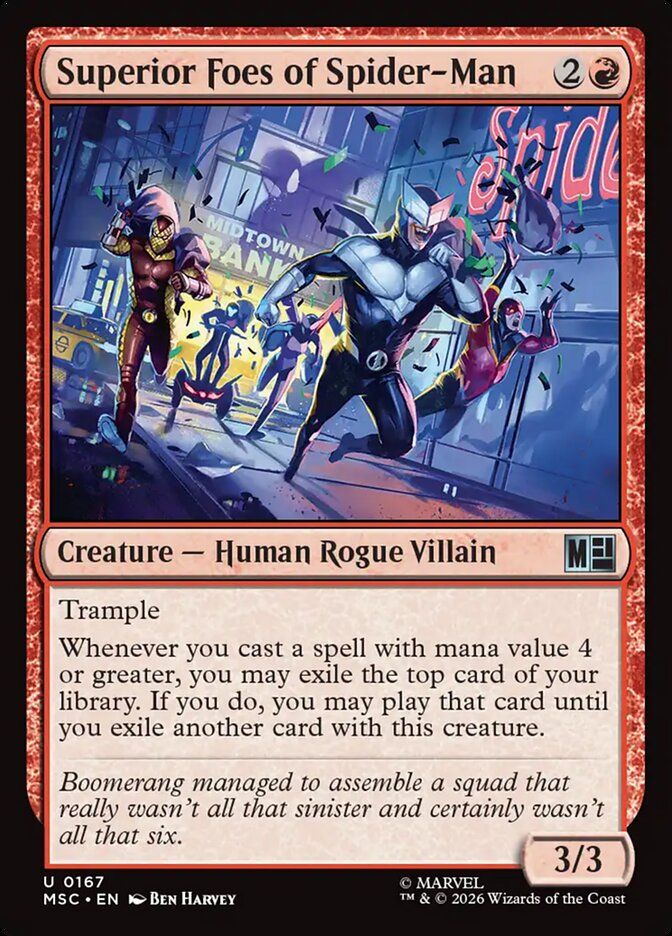 Superior Foes of Spider-Man 2
Spide
MIDTOWN
BANK
Creature — Human Rogue Villain
Trample
Whenever you cast a spell with mana value 4
or greater, you may exile the top card of your
library. If you do, you may play that card until
you exile another card with this creature.
Boomerang managed to assemble a squad that
really wasn't all that sinister and certainly wasn't
all that six.
3/3
U 0167
MSC • EN BEN HARVEY
© MARVEL
™ & © 2026 Wizards of the Coast